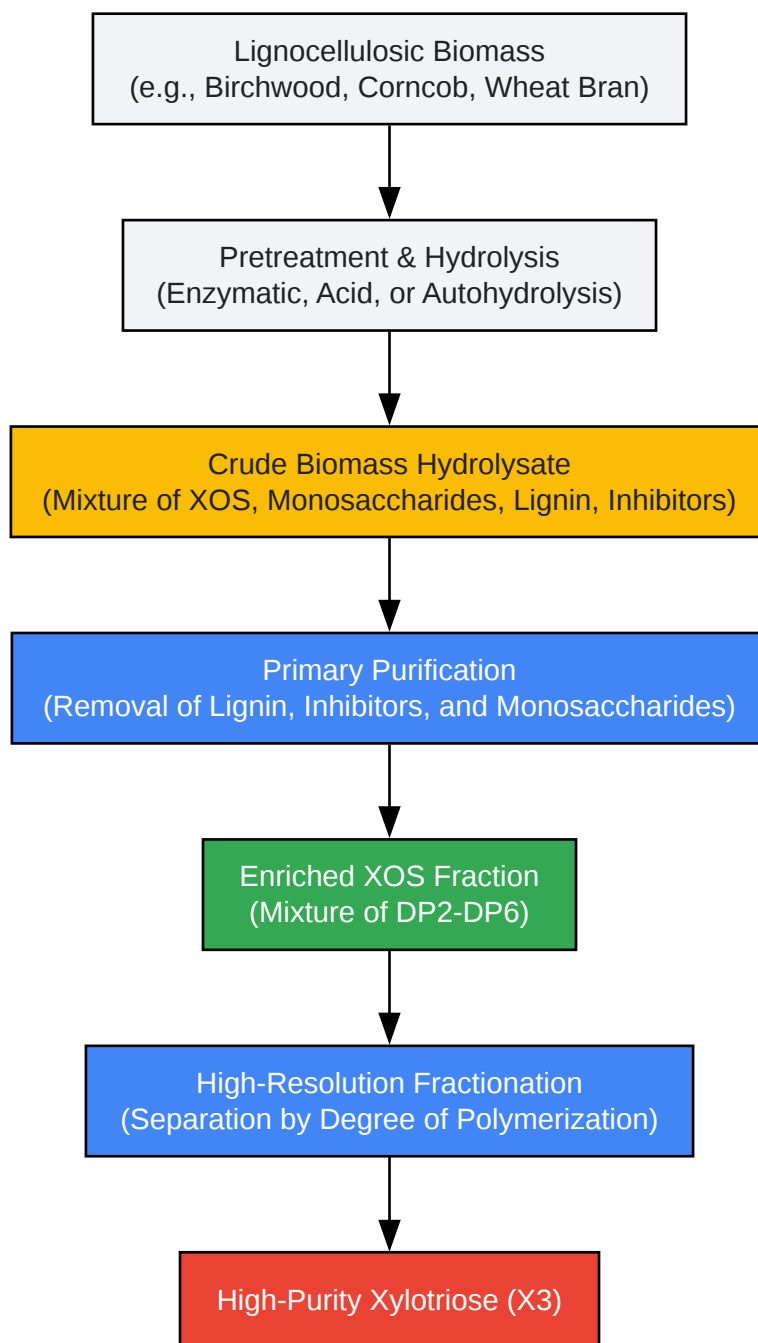 Lignocellulosic Biomass
(e.g., Birchwood, Corncob, Wheat Bran)
Pretreatment & Hydrolysis
(Enzymatic, Acid, or Autohydrolysis)
Crude Biomass Hydrolysate
(Mixture of XOS, Monosaccharides, Lignin, Inhibitors)
Primary Purification
(Removal of Lignin, Inhibitors, and Monosaccharides)
Enriched XOS Fraction
(Mixture of DP2-DP6)
High-Resolution Fractionation
(Separation by Degree of Polymerization)
High-Purity Xylotriose (X3)